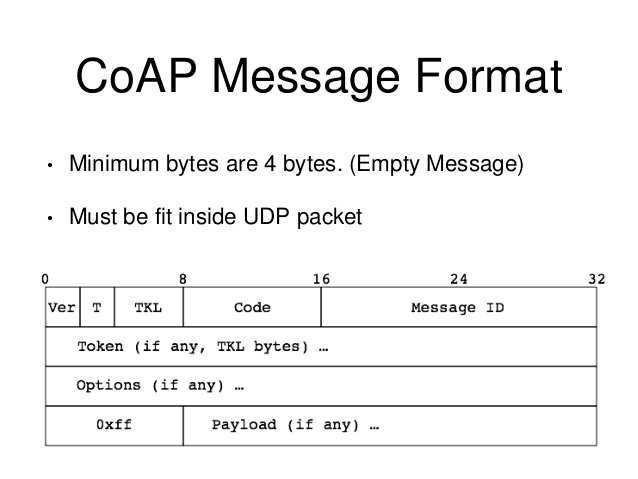 CoAP Message Format
• Minimum bytes are 4 bytes. (Empty Message)
• Must be fit inside UDP packet
0 8 16 24 32
Ver T TKL Code Message ID
Token (if any, TKL bytes) …
Options (if any) …
0xff Payload (if any) …